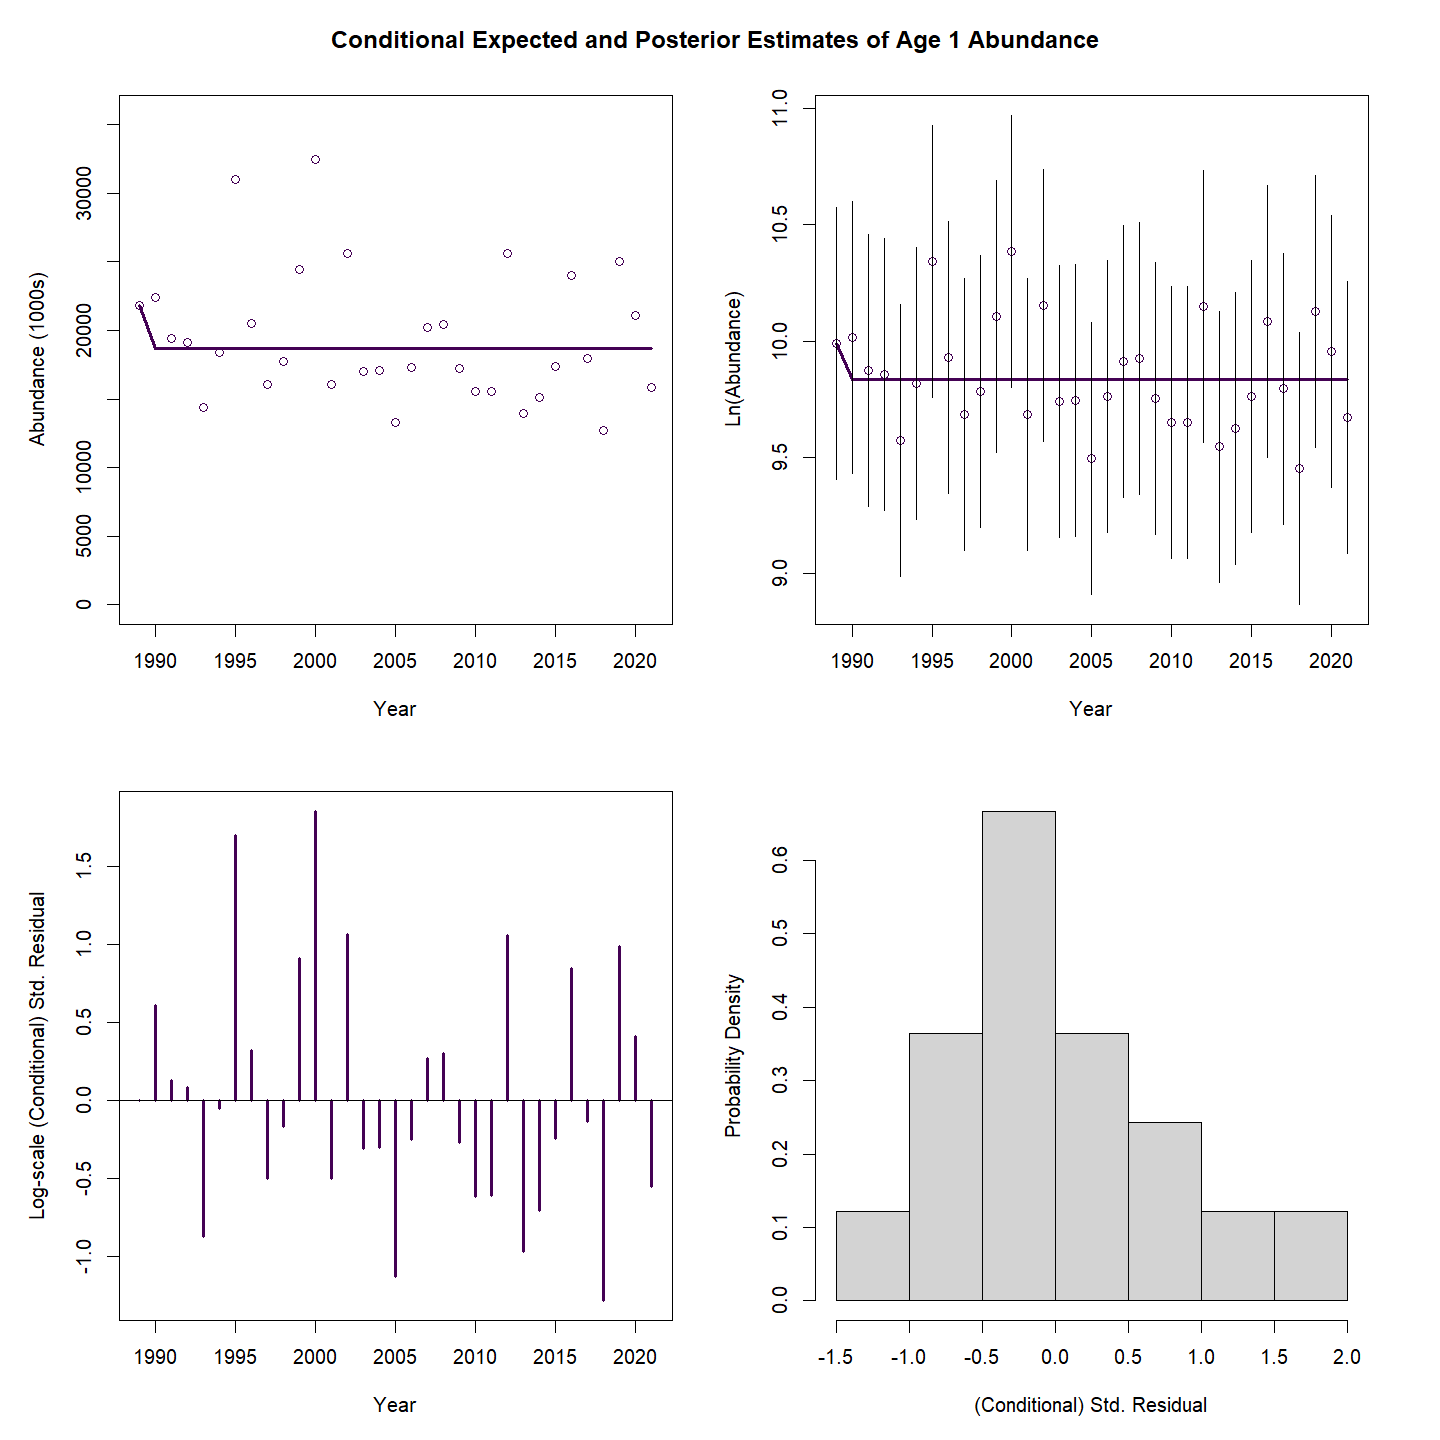 Conditional Expected and Posterior Estimates of Age 1 Abundance
Abundance (1000s)
0 5000 10000 20000 30000
1990 1995 2000 2005 2010 2015 2020
Year
Ln(Abundance)
9.0 9.5 10.0 10.5 11.0
1990 1995 2000 2005 2010 2015 2020
Year
Log-scale (Conditional) Std. Residual
-1.0 -0.5 0.0 0.5 1.0 1.5
1990 1995 2000 2005 2010 2015 2020
Year
Probability Density
0.0 0.1 0.2 0.3 0.4 0.5 0.6
-1.5 -1.0 -0.5 0.0 0.5 1.0 1.5 2.0
(Conditional) Std. Residual